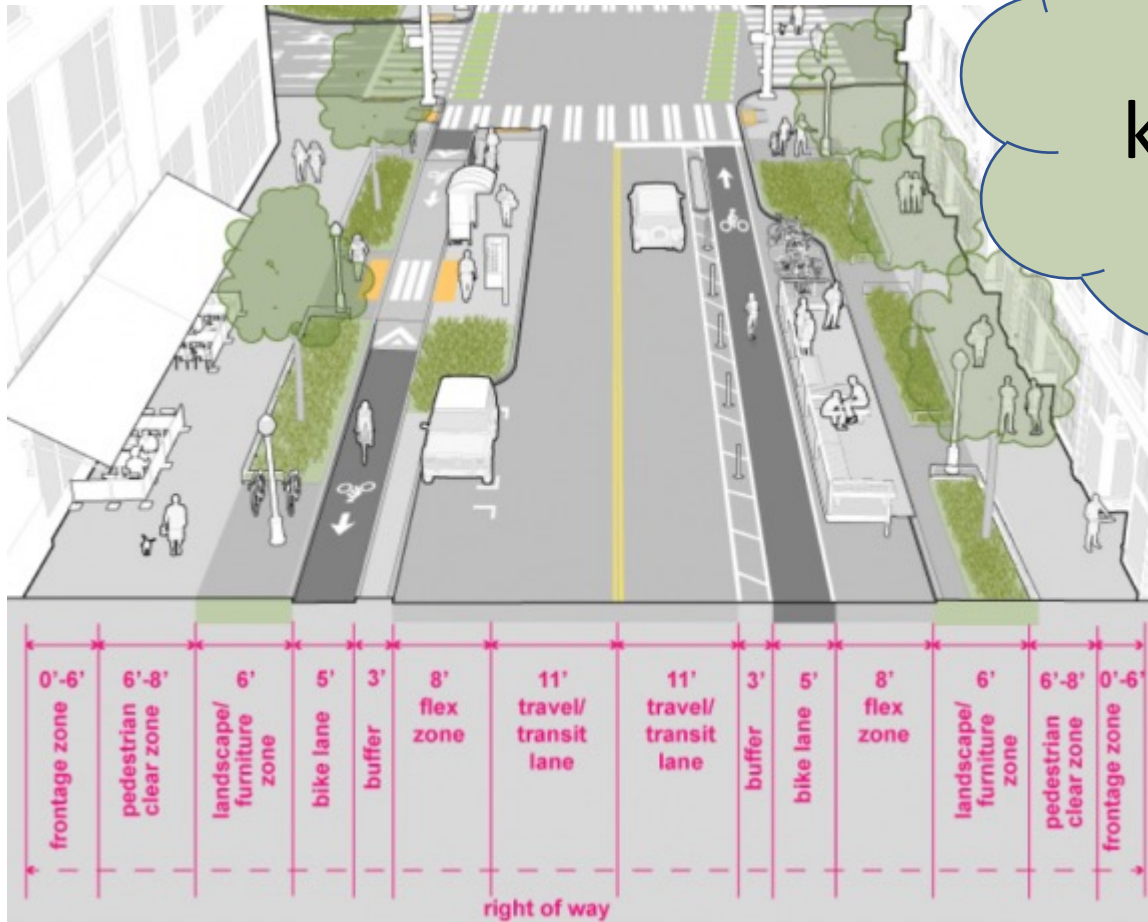 k
0'-6'
frontage zone
6'-8'
pedestrian
clear zone
6'
landscape/
furniture
zone
5'
bike lane
3'
buffer
8'
flex
zone
11'
travel/
transit
lane
11'
travel/
transit
lane
3'
buffer
5'
bike lane
8'
flex
zone
6'
landscape/
furniture
zone
6'-8'
pedestrian
clear zone
0'-6'
frontage zone
right of way